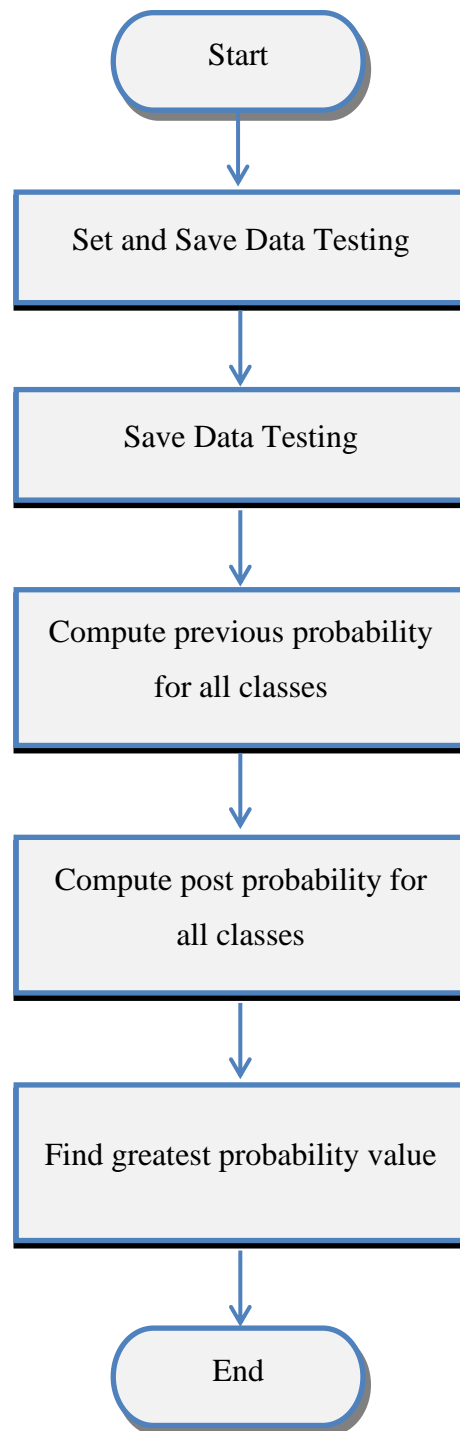 Start
Set and Save Data Testing
Save Data Testing
Compute previous probability
for all classes
Compute post probability for
all classes
Find greatest probability value
End